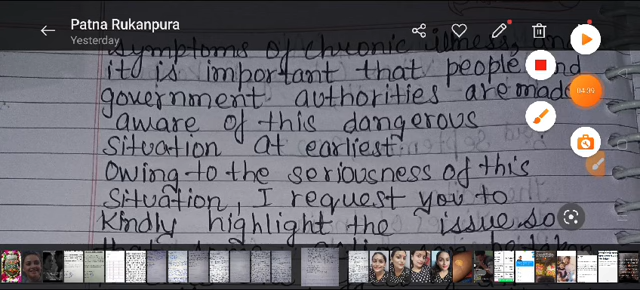 Patna Rukanpura
Yesterday
symptoms of chronic illness,
it is important that people and
government authorities are made
aware of this dangerous
situation at earliest.
Owing to the seriousness of this
situation, I request you to
kindly highlight the issue so